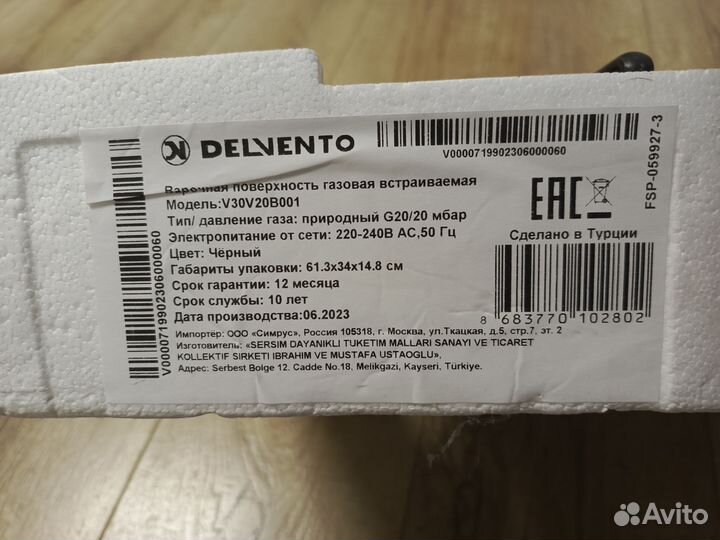 DELVENTO
V0000719902306000060
Варочная поверхность газовая встраиваемая
Модель:V30V20B001
Тип/ давление газа: природный G20/20 мбар
Электропитание от сети: 220-240В AC,50 Гц
Цвет: Чёрный
Габариты упаковки: 61.3x34x14.8 см
Срок гарантии: 12 месяца
Срок службы: 10 лет
Дата производства:06.2023
EAC
Сделано в Турции
8 683770 102802
Импортер: ООО «Симрус», Россия 105318, г. Москва, ул.Ткацкая, д.5, стр.7, эт. 2
Изготовитель: «SERSIM DAYANIKLI TUKETIM MALLARI SANAYI VE TICARET
KOLLEKTIF SIRKETI IBRAHIM VE MUSTAFA USTAOGLU»,
Адрес: Serbest Bolge 12. Cadde No.18, Melikgazi, Kayseri, Türkiye.
V0000719902306000060
FSP-059927-3
Avito